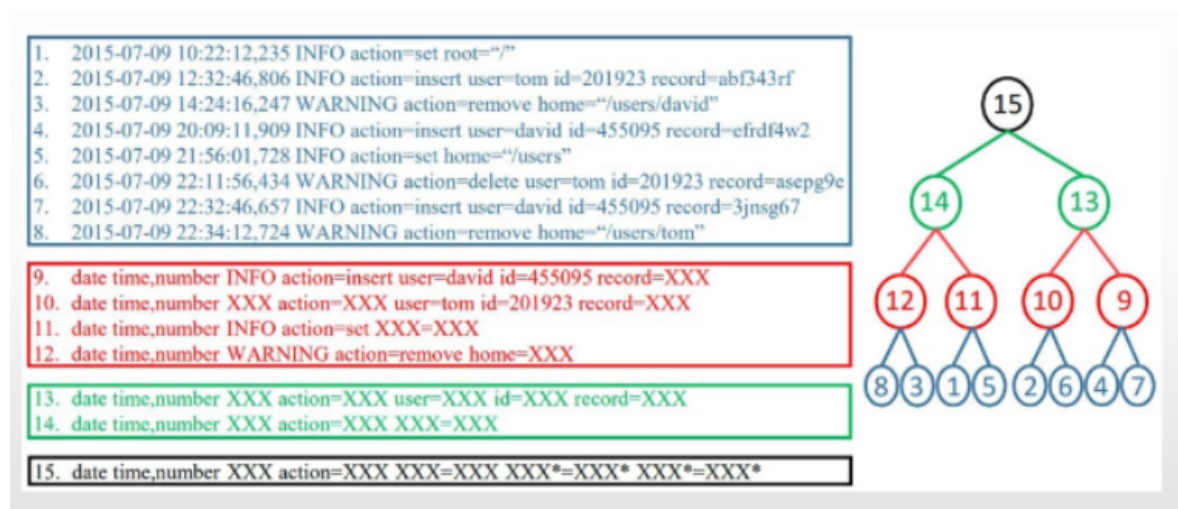 1. 2015-07-09 10:22:12,235 INFO action=set root=“/”
2. 2015-07-09 12:32:46,806 INFO action=insert user=tom id=201923 record=abf343rf
3. 2015-07-09 14:24:16,247 WARNING action=remove home=“/users/david”
4. 2015-07-09 20:09:11,909 INFO action=insert user=david id=455095 record=efrdf4w2
5. 2015-07-09 21:56:01,728 INFO action=set home=“/users”
6. 2015-07-09 22:11:56,434 WARNING action=delete user=tom id=201923 record=asepg9e
7. 2015-07-09 22:32:46,657 INFO action=insert user=david id=455095 record=3jnsg67
8. 2015-07-09 22:34:12,724 WARNING action=remove home=“/users/tom”
9. date time,number INFO action=insert user=david id=455095 record=XXX
10. date time,number XXX action=XXX user=tom id=201923 record=XXX
11. date time,number INFO action=set XXX=XXX
12. date time,number WARNING action=remove home=XXX
13. date time,number XXX action=XXX user=XXX id=XXX record=XXX
14. date time,number XXX action=XXX XXX=XXX
15. date time,number XXX action=XXX XXX=XXX XXX*=XXX* XXX*=XXX*
15
14 13
12 11 10 9
8 3 1 5 2 6 4 7